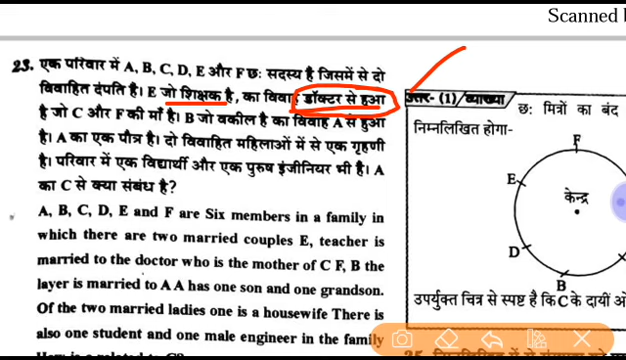 Scanned
23. एक परिवार में A, B, C, D, E और F छः सदस्य है जिसमें से दो
विवाहित दंपति है। E जो शिक्षक है, का विवाह डॉक्टर से हुआ
है जो C और F की माँ है। B जो वकील है का विवाह A से हुआ
है। A का एक पौत्र है। दो विवाहित महिलाओं में से एक गृहणी
है। परिवार में एक विद्यार्थी और एक पुरुष इंजीनियर भी है। A
का C से क्या संबंध है?
A, B, C, D, E and F are Six members in a family in
which there are two married couples E, teacher is
married to the doctor who is the mother of C F, B the
layer is married to A A has one son and one grandson.
Of the two married ladies one is a housewife There is
also one student and one male engineer in the family
उत्तर- (1)/व्याख्या
छः मित्रों का बंद
निम्नलिखित होगा-
F
E
केन्द्र
D
B
उपर्युक्त चित्र से स्पष्ट है कि C के दायीं